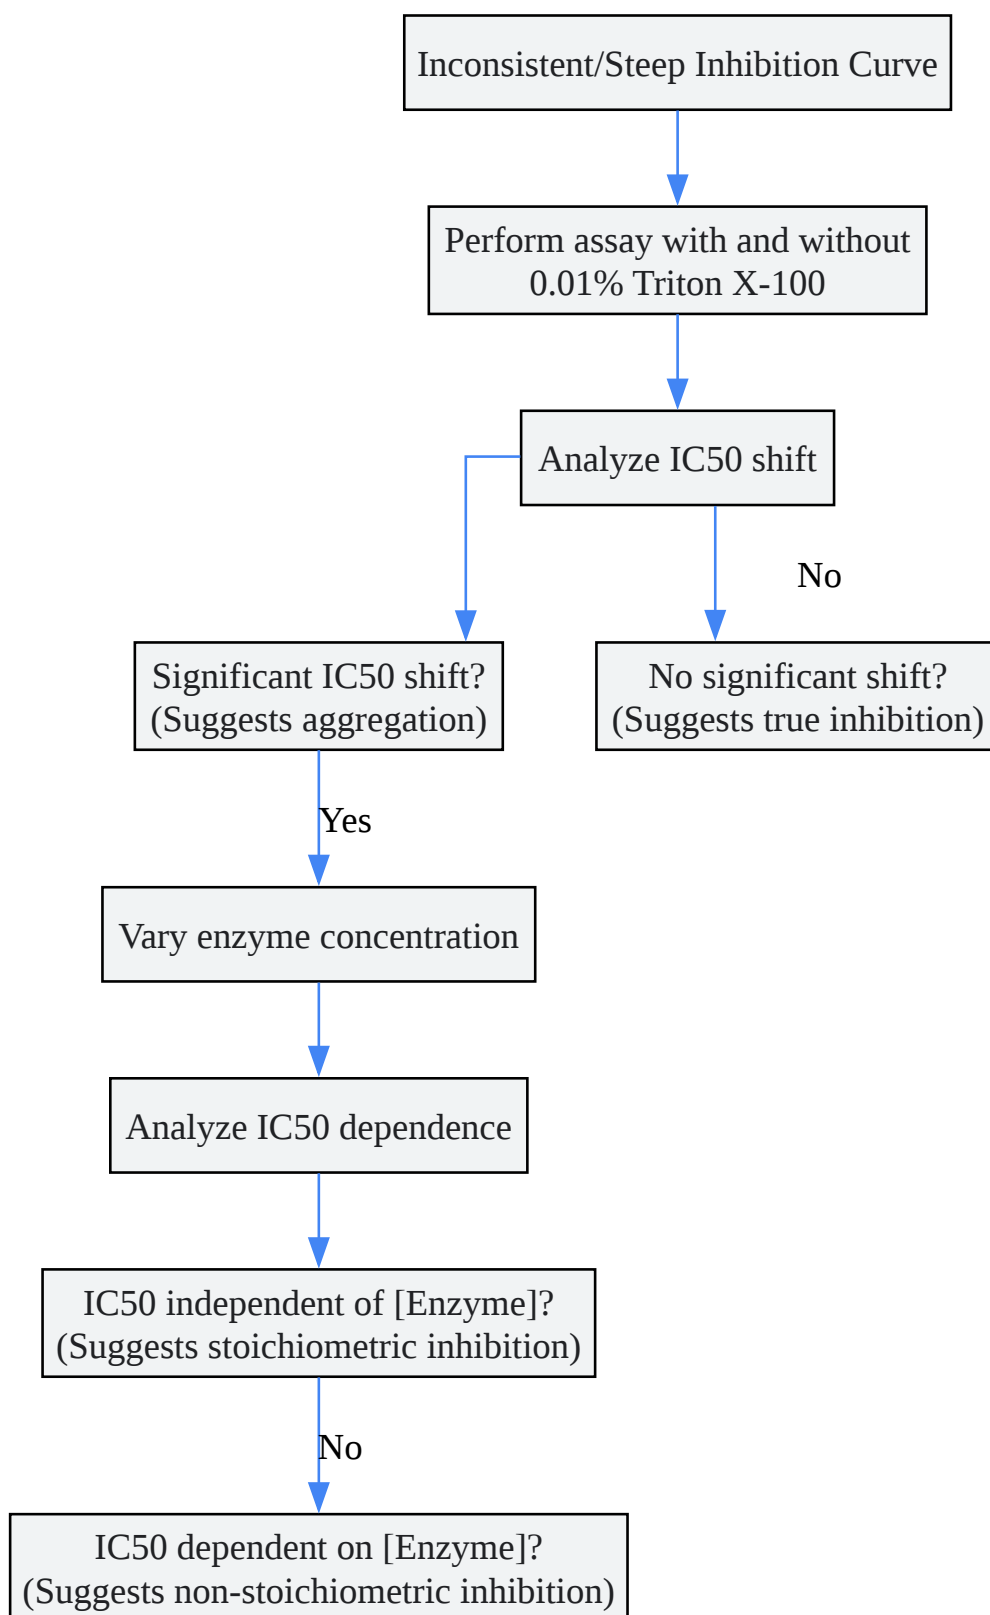 Inconsistent/Steep Inhibition Curve
Perform assay with and without
0.01% Triton X-100
Analyze IC50 shift
No
Significant IC50 shift?
(Suggests aggregation)
No significant shift?
(Suggests true inhibition)
Yes
Vary enzyme concentration
Analyze IC50 dependence
IC50 independent of [Enzyme]?
(Suggests stoichiometric inhibition)
No
IC50 dependent on [Enzyme]?
(Suggests non-stoichiometric inhibition)